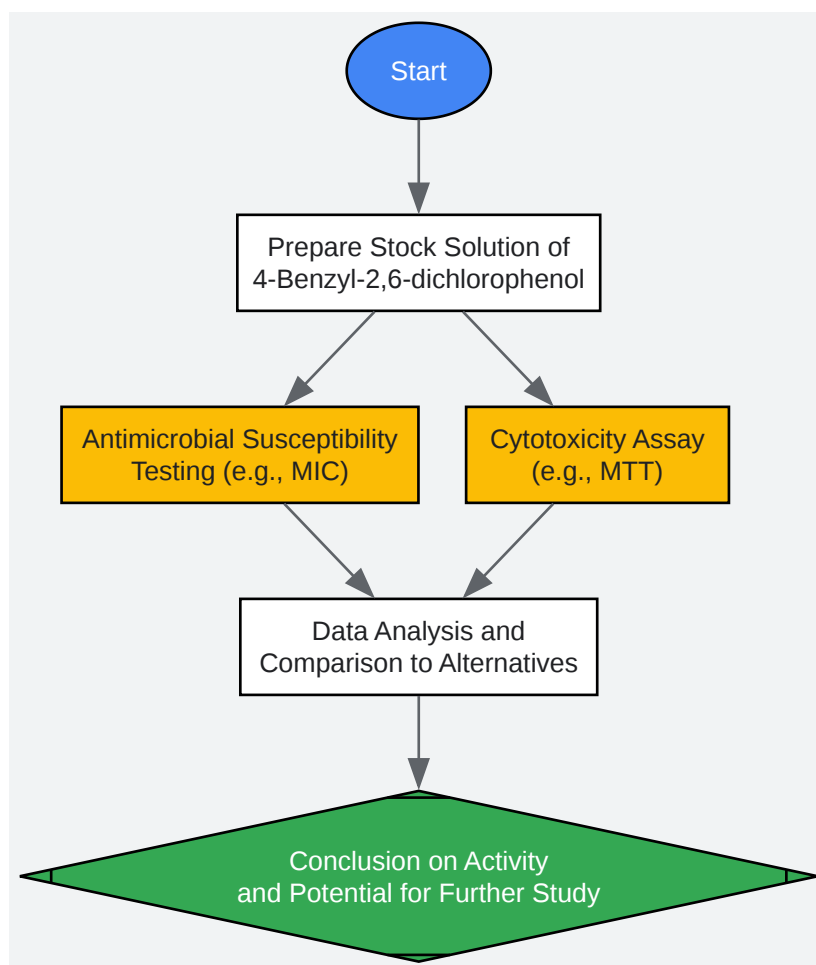 Start
Prepare Stock Solution of
4-Benzyl-2,6-dichlorophenol
Antimicrobial Susceptibility
Testing (e.g., MIC)
Cytotoxicity Assay
(e.g., MTT)
Data Analysis and
Comparison to Alternatives
Conclusion on Activity
and Potential for Further Study